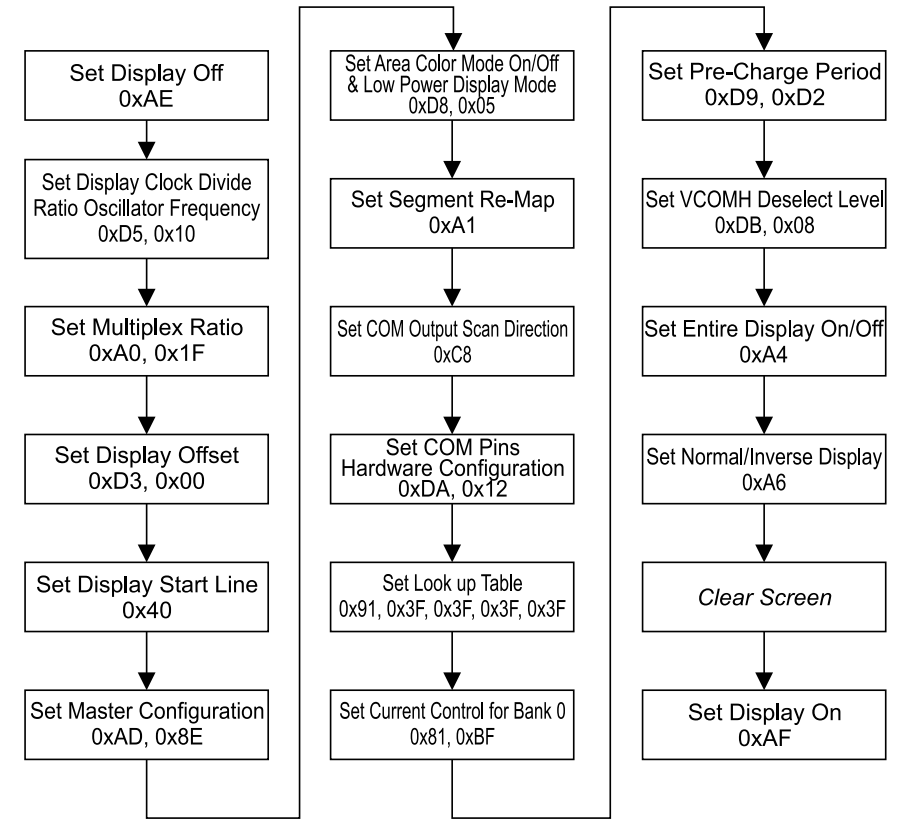 Set Display Off
0xAE
Set Display Clock Divide
Ratio Oscillator Frequency
0xD5, 0x10
Set Multiplex Ratio
0xA0, 0x1F
Set Display Offset
0xD3, 0x00
Set Display Start Line
0x40
Set Master Configuration
0xAD, 0x8E
Set Area Color Mode On/Off
& Low Power Display Mode
0xD8, 0x05
Set Segment Re-Map
0xA1
Set COM Output Scan Direction
0xC8
Set COM Pins
Hardware Configuration
0xDA, 0x12
Set Look up Table
0x91, 0x3F, 0x3F, 0x3F, 0x3F
Set Current Control for Bank 0
0x81, 0xBF
Set Pre-Charge Period
0xD9, 0xD2
Set VCOMH Deselect Level
0xDB, 0x08
Set Entire Display On/Off
0xA4
Set Normal/Inverse Display
0xA6
Clear Screen
Set Display On
0xAF